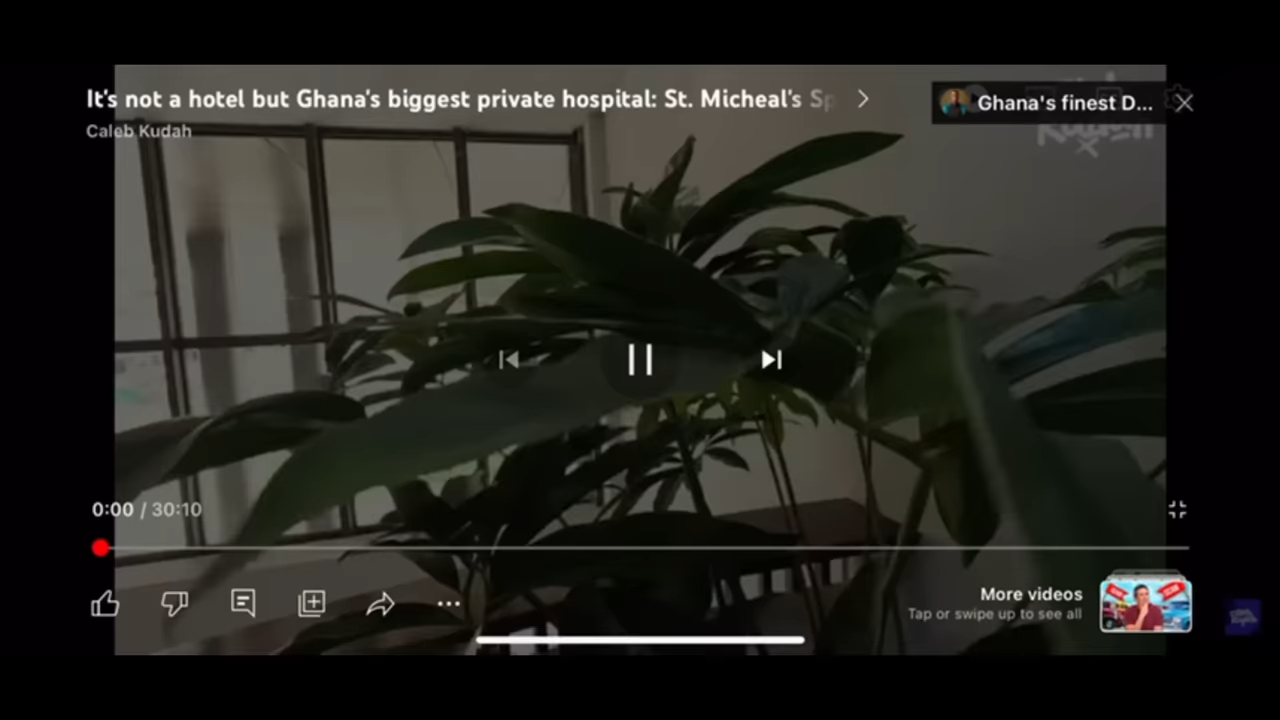 It's not a hotel but Ghana's biggest private hospital: St. Micheal's Sp
Ghana's finest D...
Caleb Kudah
0:00 / 30:10
More videos
Tap or swipe up to see all